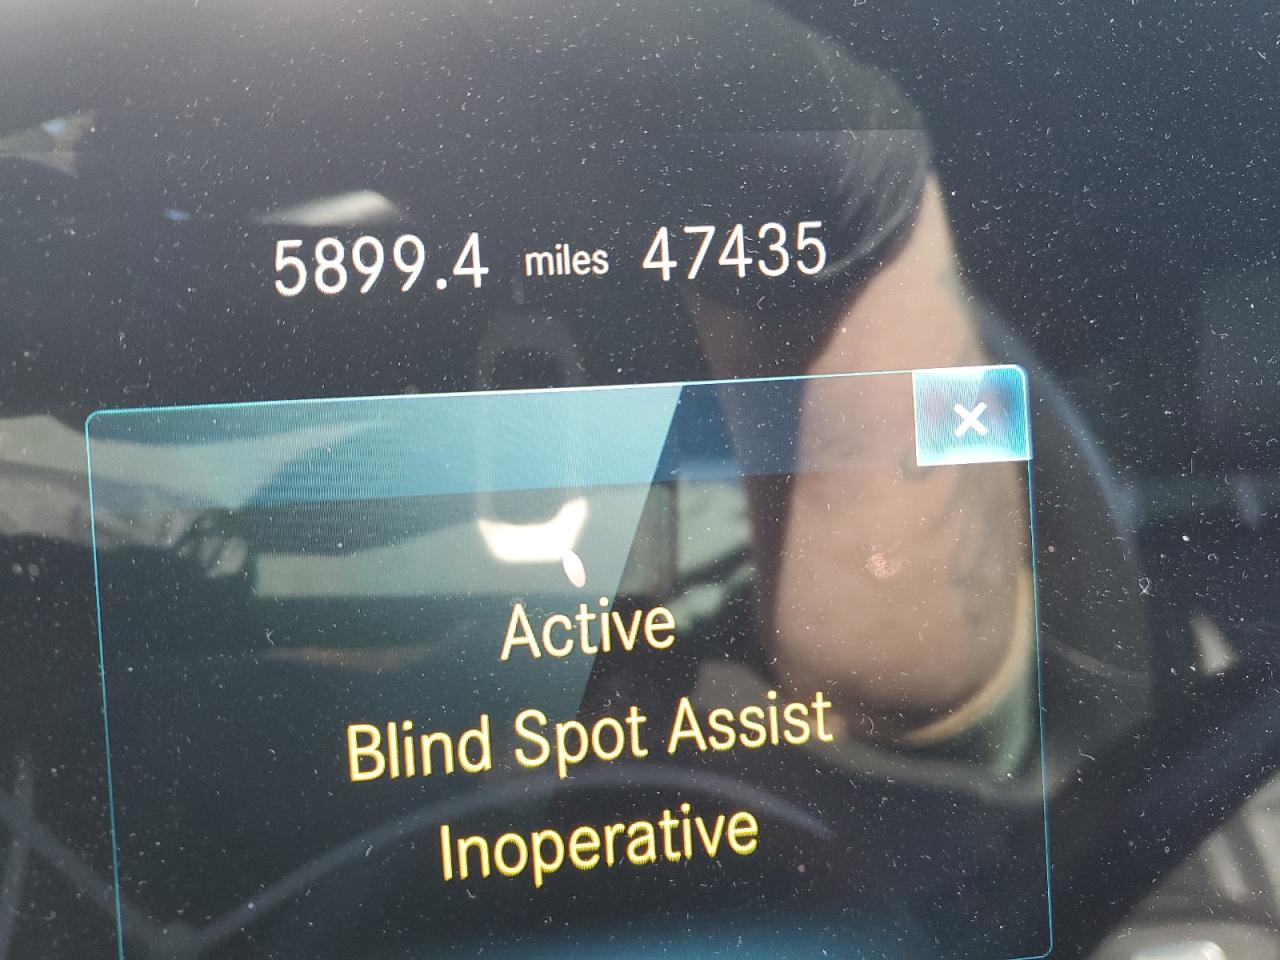 5899.4 miles 47435
×
Active
Blind Spot Assist
Inoperative